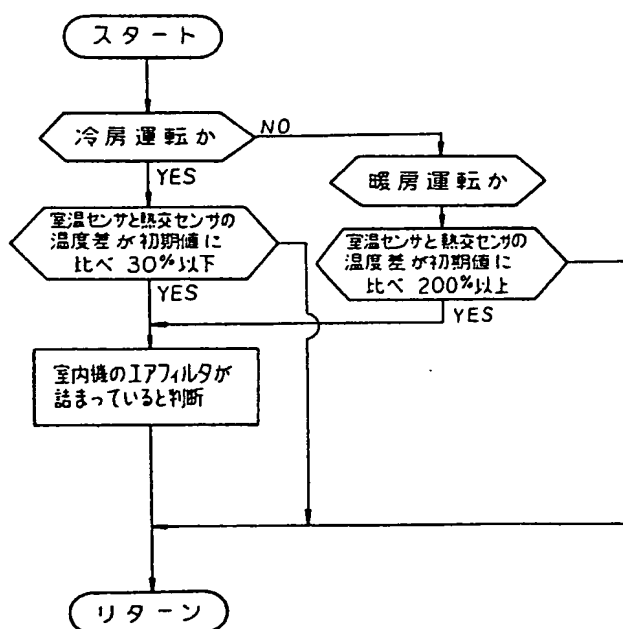 スタート
冷房運転か
NO
YES
暖房運転か
室温センサと熱交センサの
温度差が初期値に
比べ 30%以下
YES
室温センサと熱交センサの
温度差が初期値に
比べ 200%以上
YES
室内機のエアフィルタが
詰まっていると判断
リターン